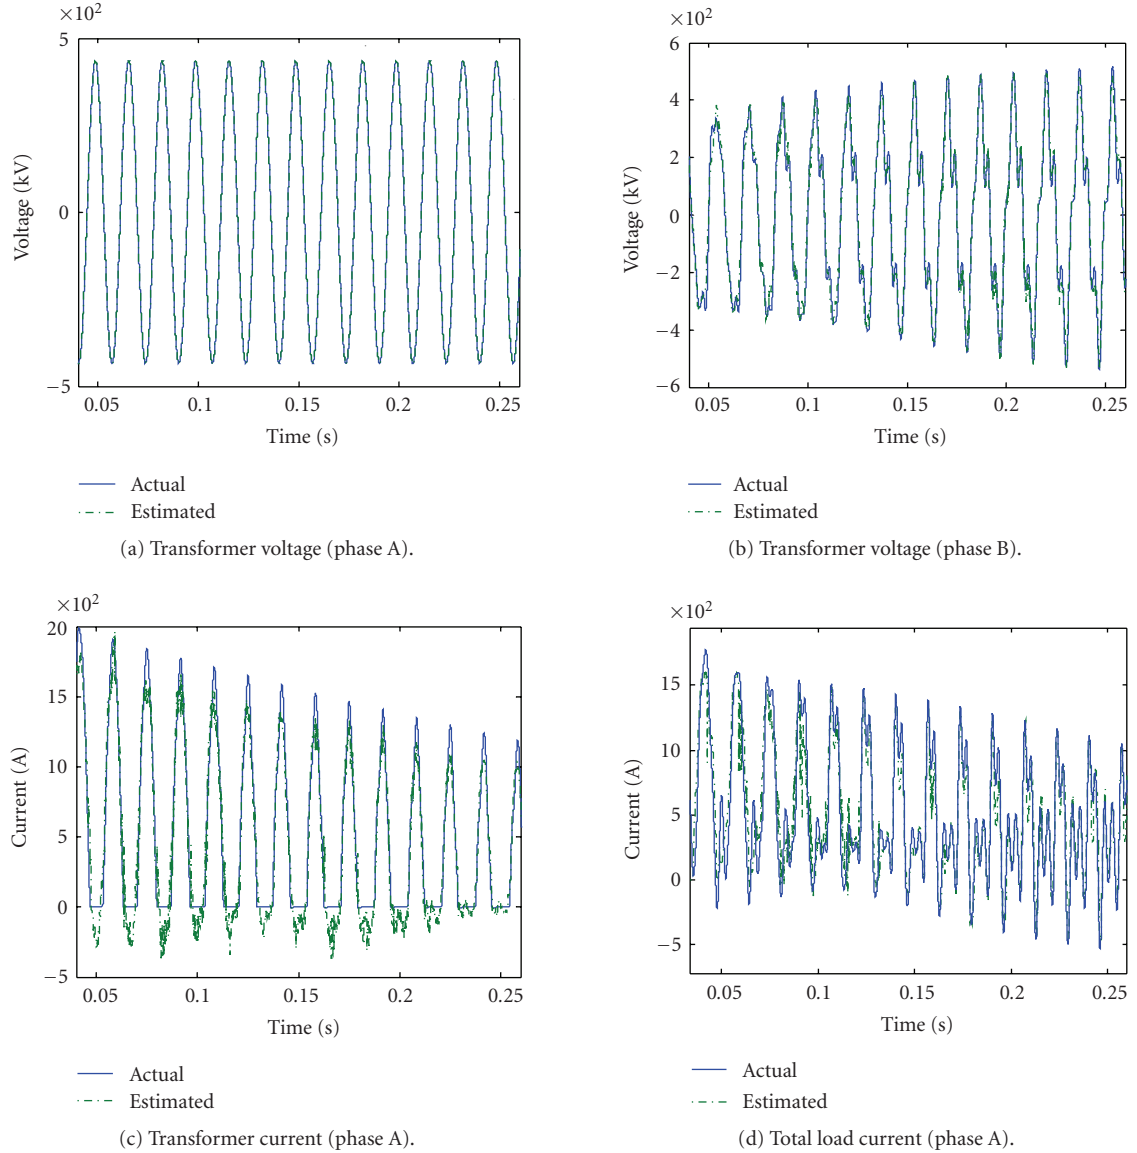 ×10²
5
0
−5
Voltage (kV)
0.05 0.1 0.15 0.2 0.25
Time (s)
Actual
Estimated
(a) Transformer voltage (phase A).
×10²
6
4
2
0
−2
−4
−6
Voltage (kV)
0.05 0.1 0.15 0.2 0.25
Time (s)
Actual
Estimated
(b) Transformer voltage (phase B).
×10²
20
15
10
5
0
−5
Current (A)
0.05 0.1 0.15 0.2 0.25
Time (s)
Actual
Estimated
(c) Transformer current (phase A).
×10²
15
10
5
0
−5
Current (A)
0.05 0.1 0.15 0.2 0.25
Time (s)
Actual
Estimated
(d) Total load current (phase A).